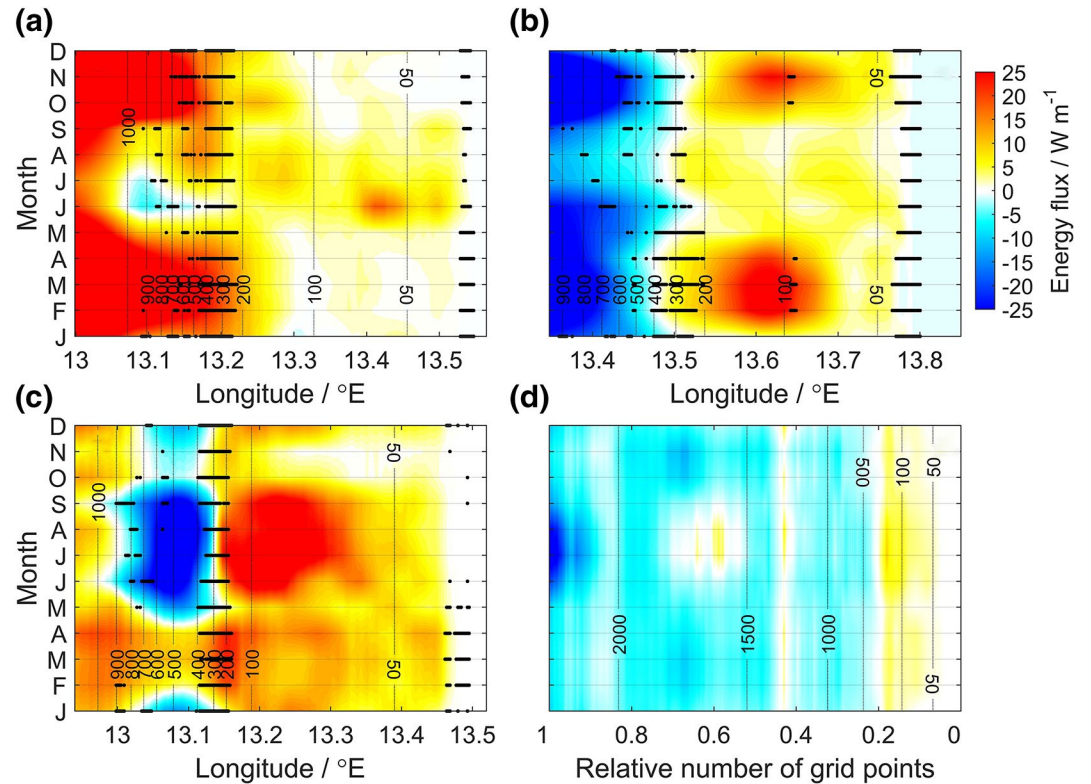 (a)
D
N
O
S
A
J
J
M
A
M
F
J
Month
1000
50
900
800
700
600
500
400
300
200
100
50
13 13.1 13.2 13.3 13.4 13.5
Longitude / °E
(b)
50
900
800
700
600
500
400
300
200
100
50
13.4 13.5 13.6 13.7 13.8
Longitude / °E
25
20
15
10
5
0
-5
-10
-15
-20
-25
Energy flux / W m⁻¹
(c)
D
N
O
S
A
J
J
M
A
M
F
J
Month
1000
50
900
800
700
600
500
400
300
200
100
50
13 13.1 13.2 13.3 13.4 13.5
Longitude / °E
(d)
500
100
50
2000
1500
1000
50
1 0.8 0.6 0.4 0.2 0
Relative number of grid points